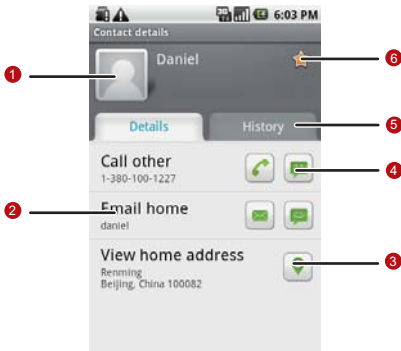 6:03 PM
Contact details
Daniel
1
6
Details
History
5
Call other
1-380-100-1227
4
Email home
daniel
2
View home address
Renming
Beijing, China 100082
3